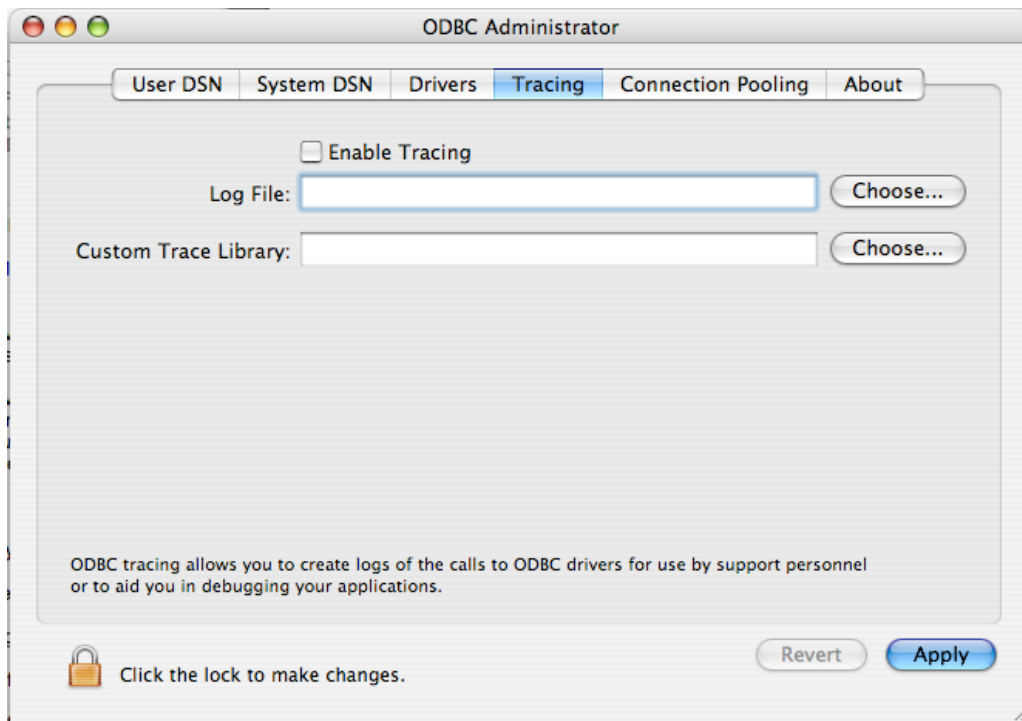 ODBC Administrator
User DSN System DSN Drivers Tracing Connection Pooling About
Enable Tracing
Log File: Choose...
Custom Trace Library: Choose...
ODBC tracing allows you to create logs of the calls to ODBC drivers for use by support personnel
or to aid you in debugging your applications.
Click the lock to make changes.
Revert Apply